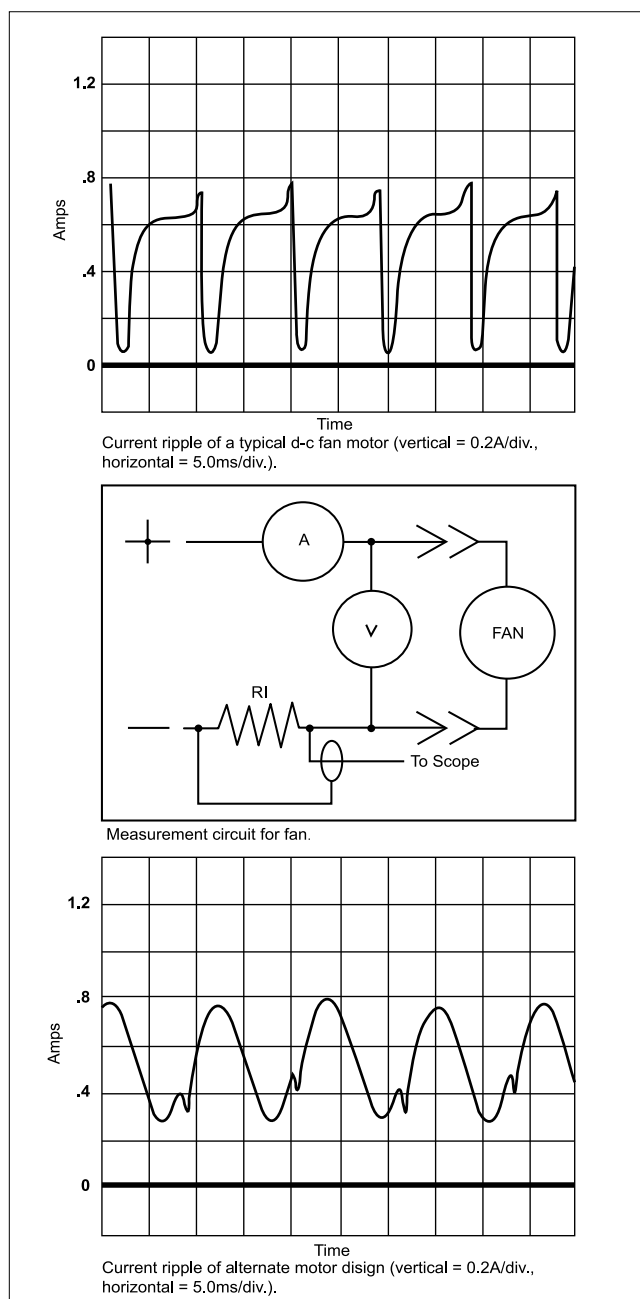 1.2
.8
.4
0
Amps
Time
Current ripple of a typical d-c fan motor (vertical = 0.2A/div.,
horizontal = 5.0ms/div.).
A
V
FAN
RI
To Scope
Measurement circuit for fan.
1.2
.8
.4
0
Amps
Time
Current ripple of alternate motor disign (vertical = 0.2A/div.,
horizontal = 5.0ms/div.).